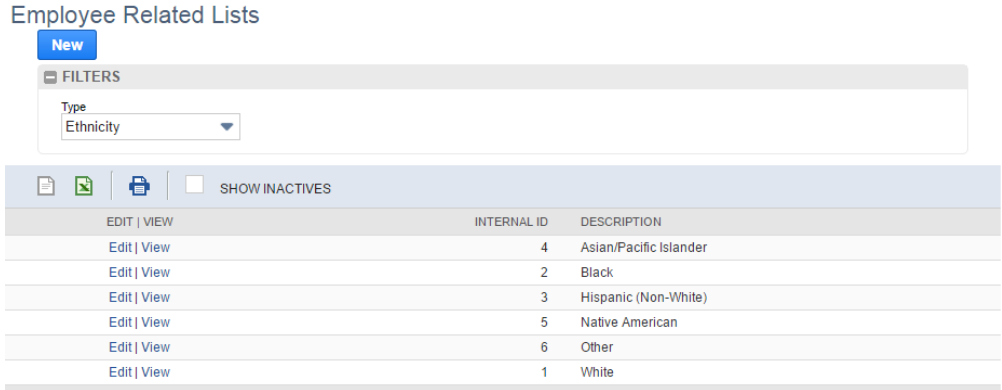 Employee Related Lists
New
FILTERS
Type
Ethnicity
SHOW INACTIVES
EDIT | VIEW INTERNAL ID DESCRIPTION
Edit | View 4 Asian/Pacific Islander
Edit | View 2 Black
Edit | View 3 Hispanic (Non-White)
Edit | View 5 Native American
Edit | View 6 Other
Edit | View 1 White